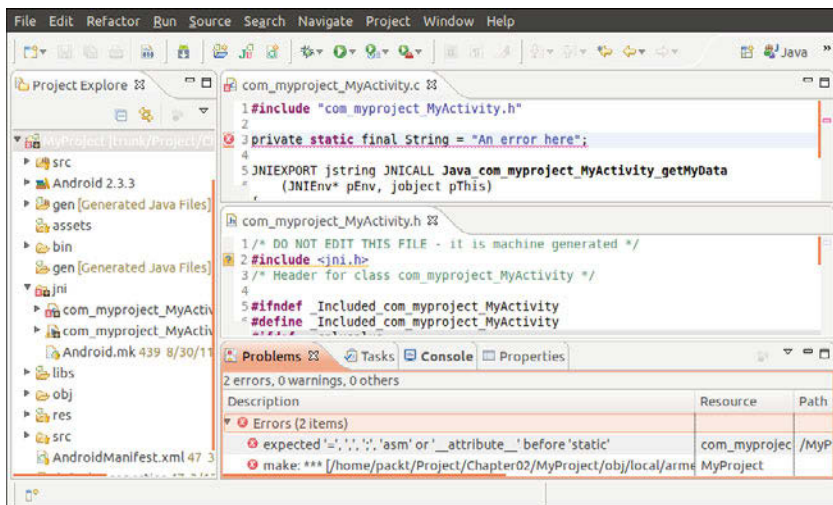 File Edit Refactor Run Source Search Navigate Project Window Help
Java »
Project Explore
MyProject [trunk/Project/C
src
Android 2.3.3
gen [Generated Java Files]
assets
bin
gen [Generated Java Files]
jni
com_myproject_MyActiv
com_myproject_MyActiv
Android.mk 439 8/30/11
libs
obj
res
src
AndroidManifest.xml 47 3
com_myproject_MyActivity.c
1 #include "com_myproject_MyActivity.h"
2
3 private static final String = "An error here";
4
5 JNIEXPORT jstring JNICALL Java_com_myproject_MyActivity_getMyData
(JNIEnv* pEnv, jobject pThis)
com_myproject_MyActivity.h
1 /* DO NOT EDIT THIS FILE - it is machine generated */
2 #include <jni.h>
3 /* Header for class com_myproject_MyActivity */
4
5 #ifndef _Included_com_myproject_MyActivity
#define _Included_com_myproject_MyActivity
Problems Tasks Console Properties
2 errors, 0 warnings, 0 others
Description Resource Path
Errors (2 items)
expected '=', ',', ';', 'asm' or '__attribute__' before 'static' com_myprojec /MyP
make: *** [/home/packt/Project/Chapter02/MyProject/obj/local/arme MyProject